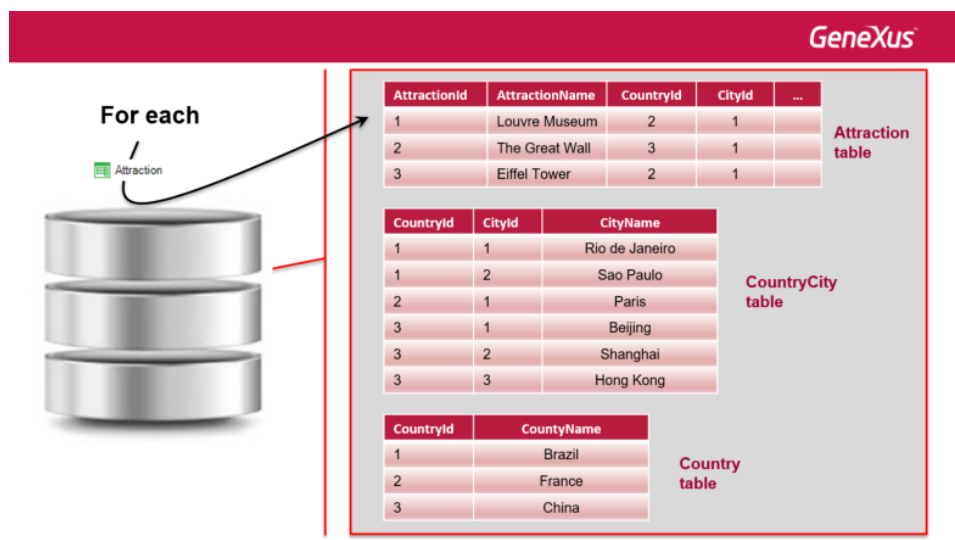 GeneXus™
For each
Attraction
AttractionId AttractionName CountryId CityId ...
1 Louvre Museum 2 1
2 The Great Wall 3 1
3 Eiffel Tower 2 1
Attraction
table
CountryId CityId CityName
1 1 Rio de Janeiro
1 2 Sao Paulo
2 1 Paris
3 1 Beijing
3 2 Shanghai
3 3 Hong Kong
CountryCity
table
CountryId CountyName
1 Brazil
2 France
3 China
Country
table